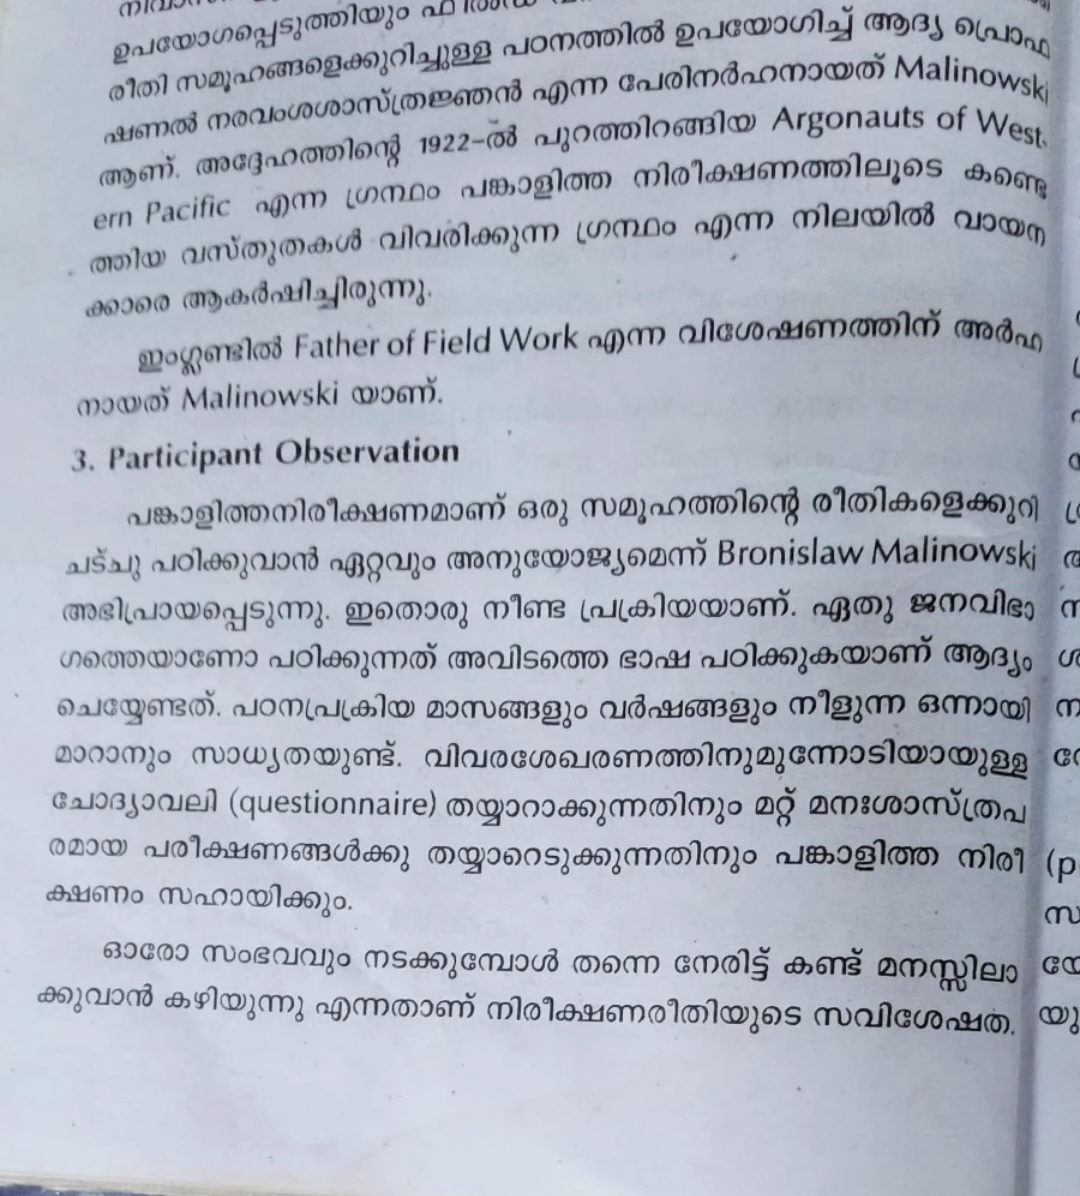 ഉപയോഗപ്പെടുത്തിയും
രീതി സമൂഹങ്ങളെക്കുറിച്ചുള്ള പഠനത്തിൽ ഉപയോഗിച്ച് ആദ്യ പ്രൊഫ
ഷണൽ നരവംശശാസ്ത്രജ്ഞൻ എന്ന പേരിനർഹനായത് Malinowski
ആണ്. അദ്ദേഹത്തിന്റെ 1922-ൽ പുറത്തിറങ്ങിയ Argonauts of West-
ern Pacific എന്ന ഗ്രന്ഥം പങ്കാളിത്ത നിരീക്ഷണത്തിലൂടെ കണ്ടെ
ത്തിയ വസ്തുതകൾ വിവരിക്കുന്ന ഗ്രന്ഥം എന്ന നിലയിൽ വായന
ക്കാരെ ആകർഷിച്ചിരുന്നു.
ഇംഗ്ലണ്ടിൽ Father of Field Work എന്ന വിശേഷണത്തിന് അർഹ
നായത് Malinowski യാണ്.
3. Participant Observation
പങ്കാളിത്തനിരീക്ഷണമാണ് ഒരു സമൂഹത്തിന്റെ രീതികളെക്കുറി
ച്ട്ചു പഠിക്കുവാൻ ഏറ്റവും അനുയോജ്യമെന്ന് Bronislaw Malinowski
അഭിപ്രായപ്പെടുന്നു. ഇതൊരു നീണ്ട പ്രക്രിയയാണ്. ഏതു ജനവിഭാ
ഗത്തെയാണോ പഠിക്കുന്നത് അവിടത്തെ ഭാഷ പഠിക്കുകയാണ് ആദ്യം
ചെയ്യേണ്ടത്. പഠനപ്രക്രിയ മാസങ്ങളും വർഷങ്ങളും നീളുന്ന ഒന്നായി
മാറാനും സാധ്യതയുണ്ട്. വിവരശേഖരണത്തിനുമുന്നോടിയായുള്ള
ചോദ്യാവലി (questionnaire) തയ്യാറാക്കുന്നതിനും മറ്റ് മനഃശാസ്ത്രപ
രമായ പരീക്ഷണങ്ങൾക്കു തയ്യാറെടുക്കുന്നതിനും പങ്കാളിത്ത നിരീ
ക്ഷണം സഹായിക്കും.
ഓരോ സംഭവവും നടക്കുമ്പോൾ തന്നെ നേരിട്ട് കണ്ട് മനസ്സിലാ
ക്കുവാൻ കഴിയുന്നു എന്നതാണ് നിരീക്ഷണരീതിയുടെ സവിശേഷത.